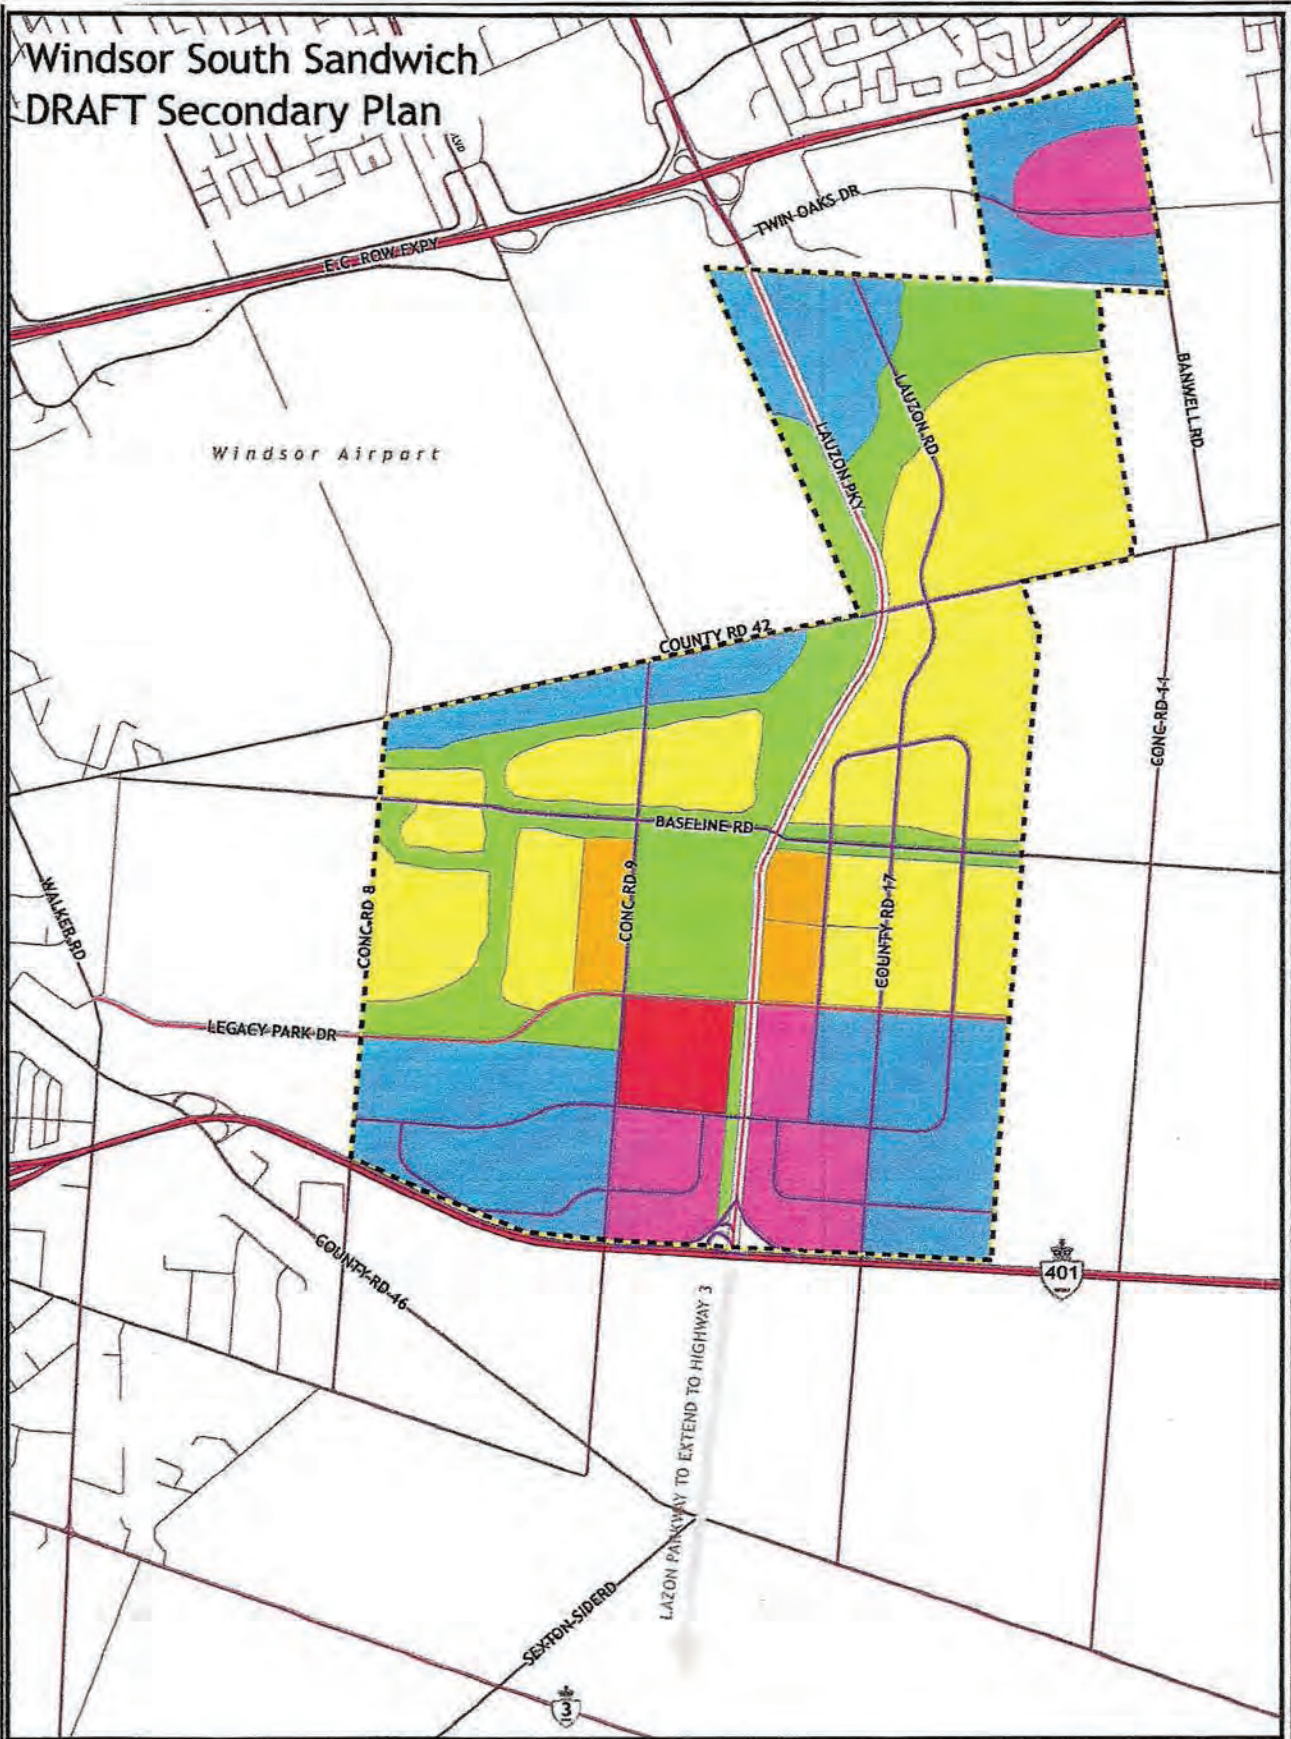 Windsor South Sandwich
DRAFT Secondary Plan
TWIN OAKS DR
E.C. ROW EXPY
BANWELL RD
LAUZON RD
Windsor Airport
LAUZON PKY
COUNTY RD 42
CONC RD 11
BASELINE RD
WALKER RD
CONC RD 8
CONC RD 9
COUNTY RD 17
LEGACY PARK DR
COUNTY RD 46
401
LAZON PARKWAY TO EXTEND TO HIGHWAY 3
SEXTON SIDERD
3